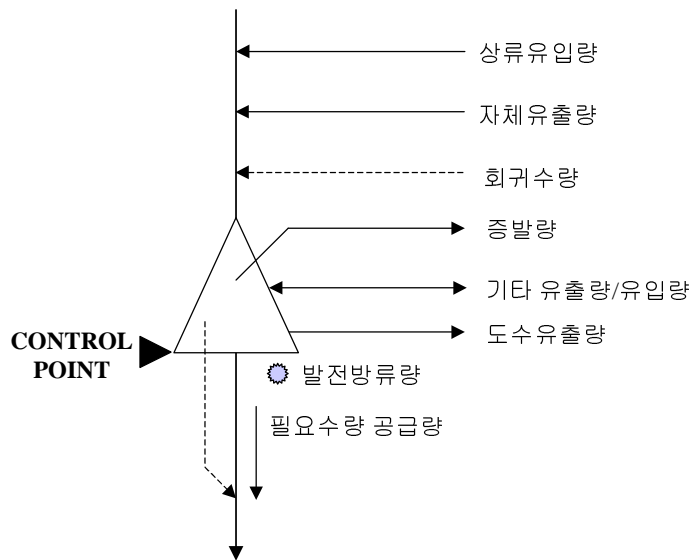 상류유입량
자체유출량
회귀수량
증발량
기타 유출량/유입량
도수유출량
CONTROL
POINT
발전방류량
필요수량 공급량